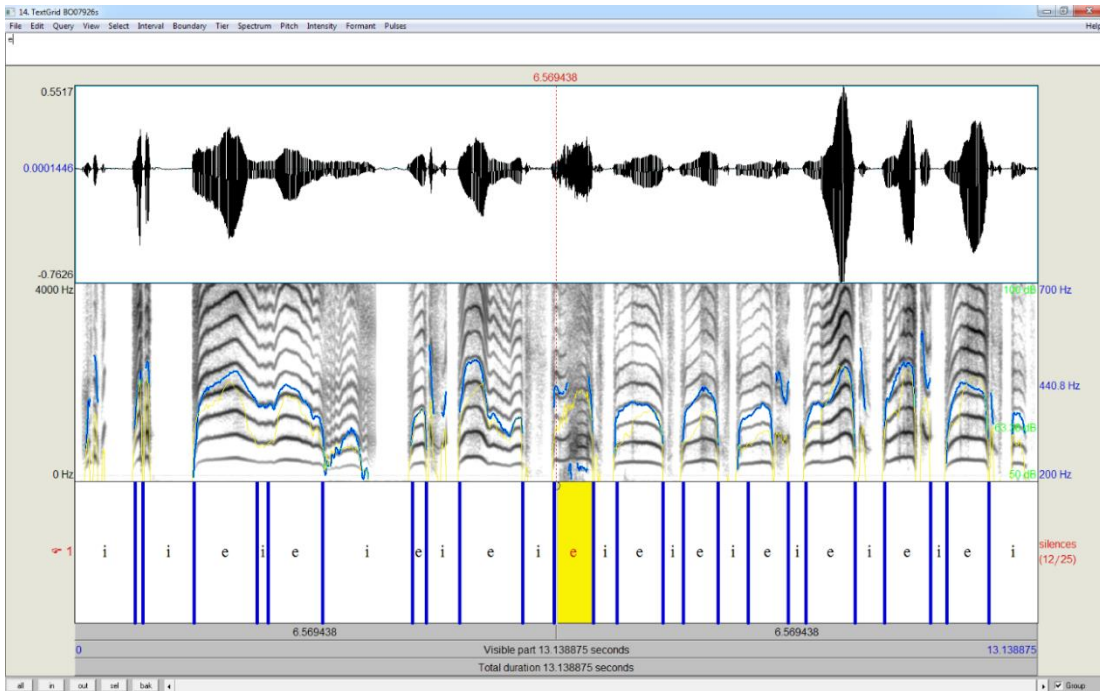 14. TextGrid BO07926s
File Edit Query View Select Interval Boundary Tier Spectrum Pitch Intensity Formant Pulses Help
e
6.569438
0.5517
0.0001446
-0.7626
4000 Hz 100 dB 700 Hz
440.8 Hz
0 Hz 50 dB 200 Hz
1 i i e i e i e i e i e i e i e i e i e i e i e i silences
(12/25)
6.569438 6.569438
0 Visible part 13.138875 seconds 13.138875
Total duration 13.138875 seconds
all in out sel bak Group